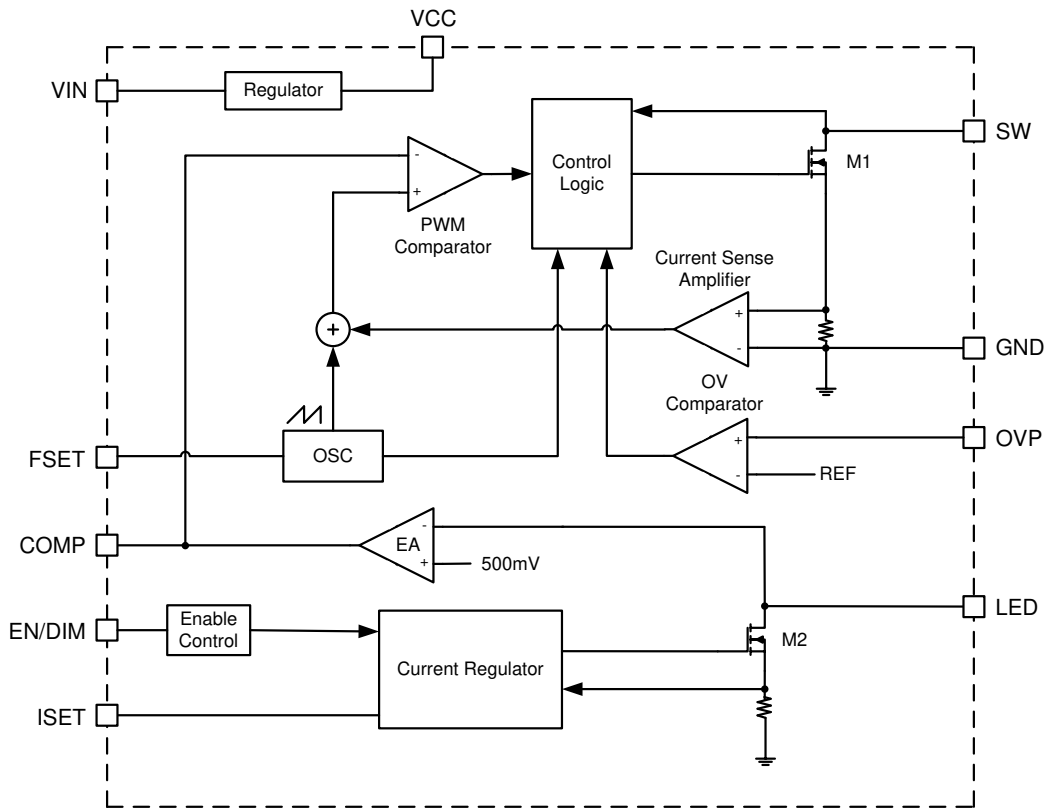 VCC
VIN
Regulator
SW
-
+
PWM
Comparator
Control
Logic
M1
Current Sense
Amplifier
+
-
+
GND
OV
Comparator
+
-
REF
OVP
FSET
OSC
COMP
EA
-
+
500mV
LED
EN/DIM
Enable
Control
Current Regulator
M2
ISET